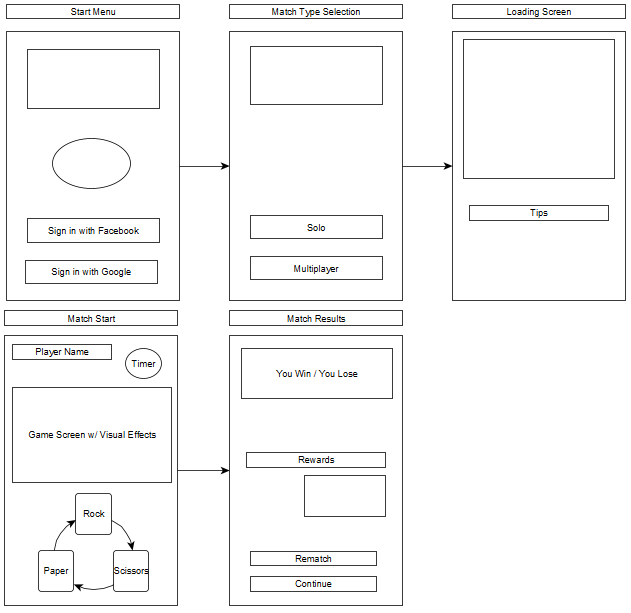 Start Menu
Match Type Selection
Loading Screen
Sign in with Facebook
Sign in with Google
Solo
Multiplayer
Tips
Match Start
Match Results
Player Name
Timer
Game Screen w/ Visual Effects
Rock
Paper
Scissors
You Win / You Lose
Rewards
Rematch
Continue